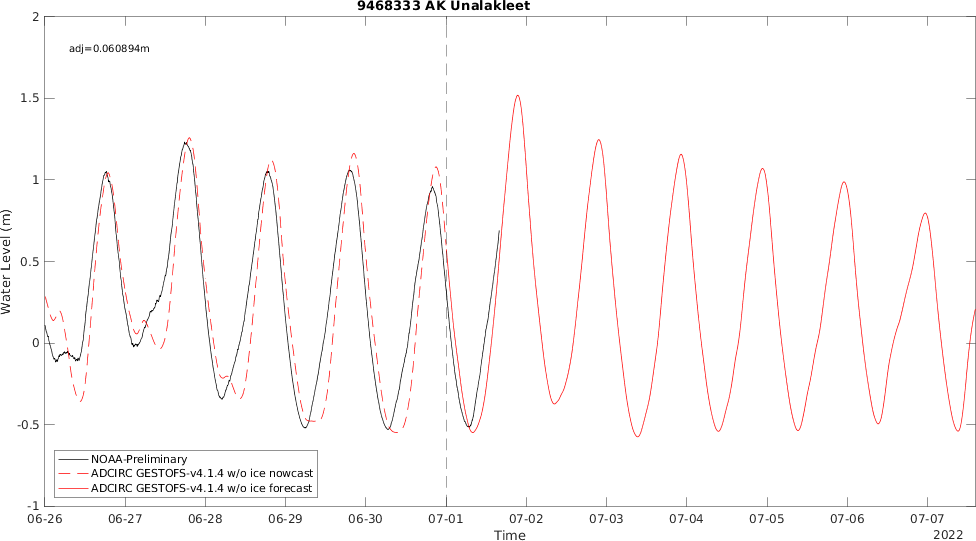 9468333 AK Unalakleet
adj=0.060894m
2
1.5
1
0.5
0
-0.5
-1
Water Level (m)
NOAA-Preliminary
ADCIRC GESTOFS-v4.1.4 w/o ice nowcast
ADCIRC GESTOFS-v4.1.4 w/o ice forecast
06-26 06-27 06-28 06-29 06-30 07-01 07-02 07-03 07-04 07-05 07-06 07-07
Time
2022